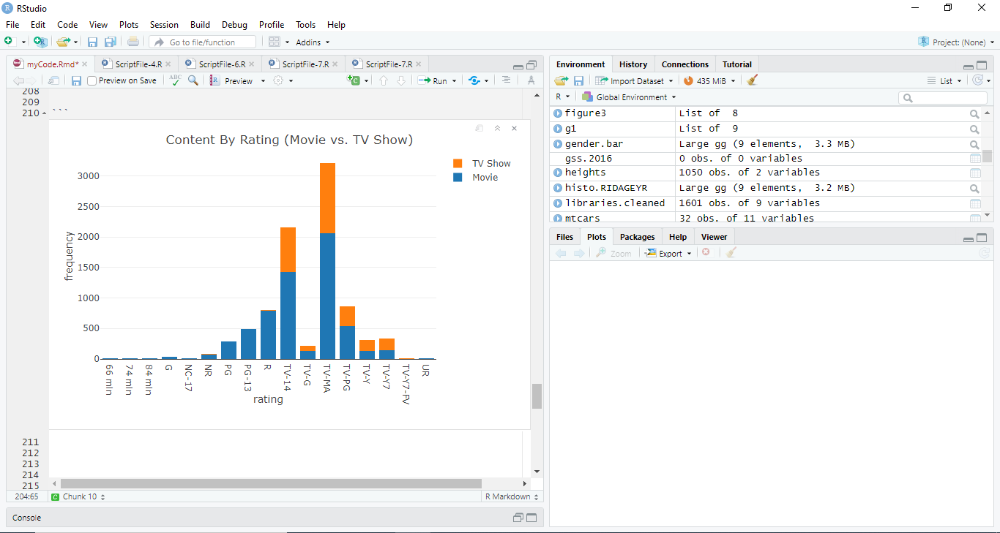 RStudio
File Edit Code View Plots Session Build Debug Profile Tools Help
Go to file/function Addins Project: (None)
myCode.Rmd* ScriptFile-4.R ScriptFile-6.R ScriptFile-7.R ScriptFile-7.R
Preview on Save ABC Preview Run
208
209
210 ```
Content By Rating (Movie vs. TV Show)
TV Show
Movie
3000
2500
2000
1500
1000
500
0
frequency
66 min 74 min 84 min G NC-17 NR PG PG-13 R TV-14 TV-G TV-MA TV-PG TV-Y TV-Y7 TV-Y7-FV UR
rating
211
212
213
214
215
204:65 C Chunk 10 R Markdown
Console
Environment History Connections Tutorial
Import Dataset 435 MiB List
R Global Environment
figure3 List of 8
g1 List of 9
gender.bar Large gg (9 elements, 3.3 MB)
gss.2016 0 obs. of 0 variables
heights 1050 obs. of 2 variables
histo.RIDAGEYR Large gg (9 elements, 3.2 MB)
libraries.cleaned 1601 obs. of 9 variables
mtcars 32 obs. of 11 variables
Files Plots Packages Help Viewer
Zoom Export